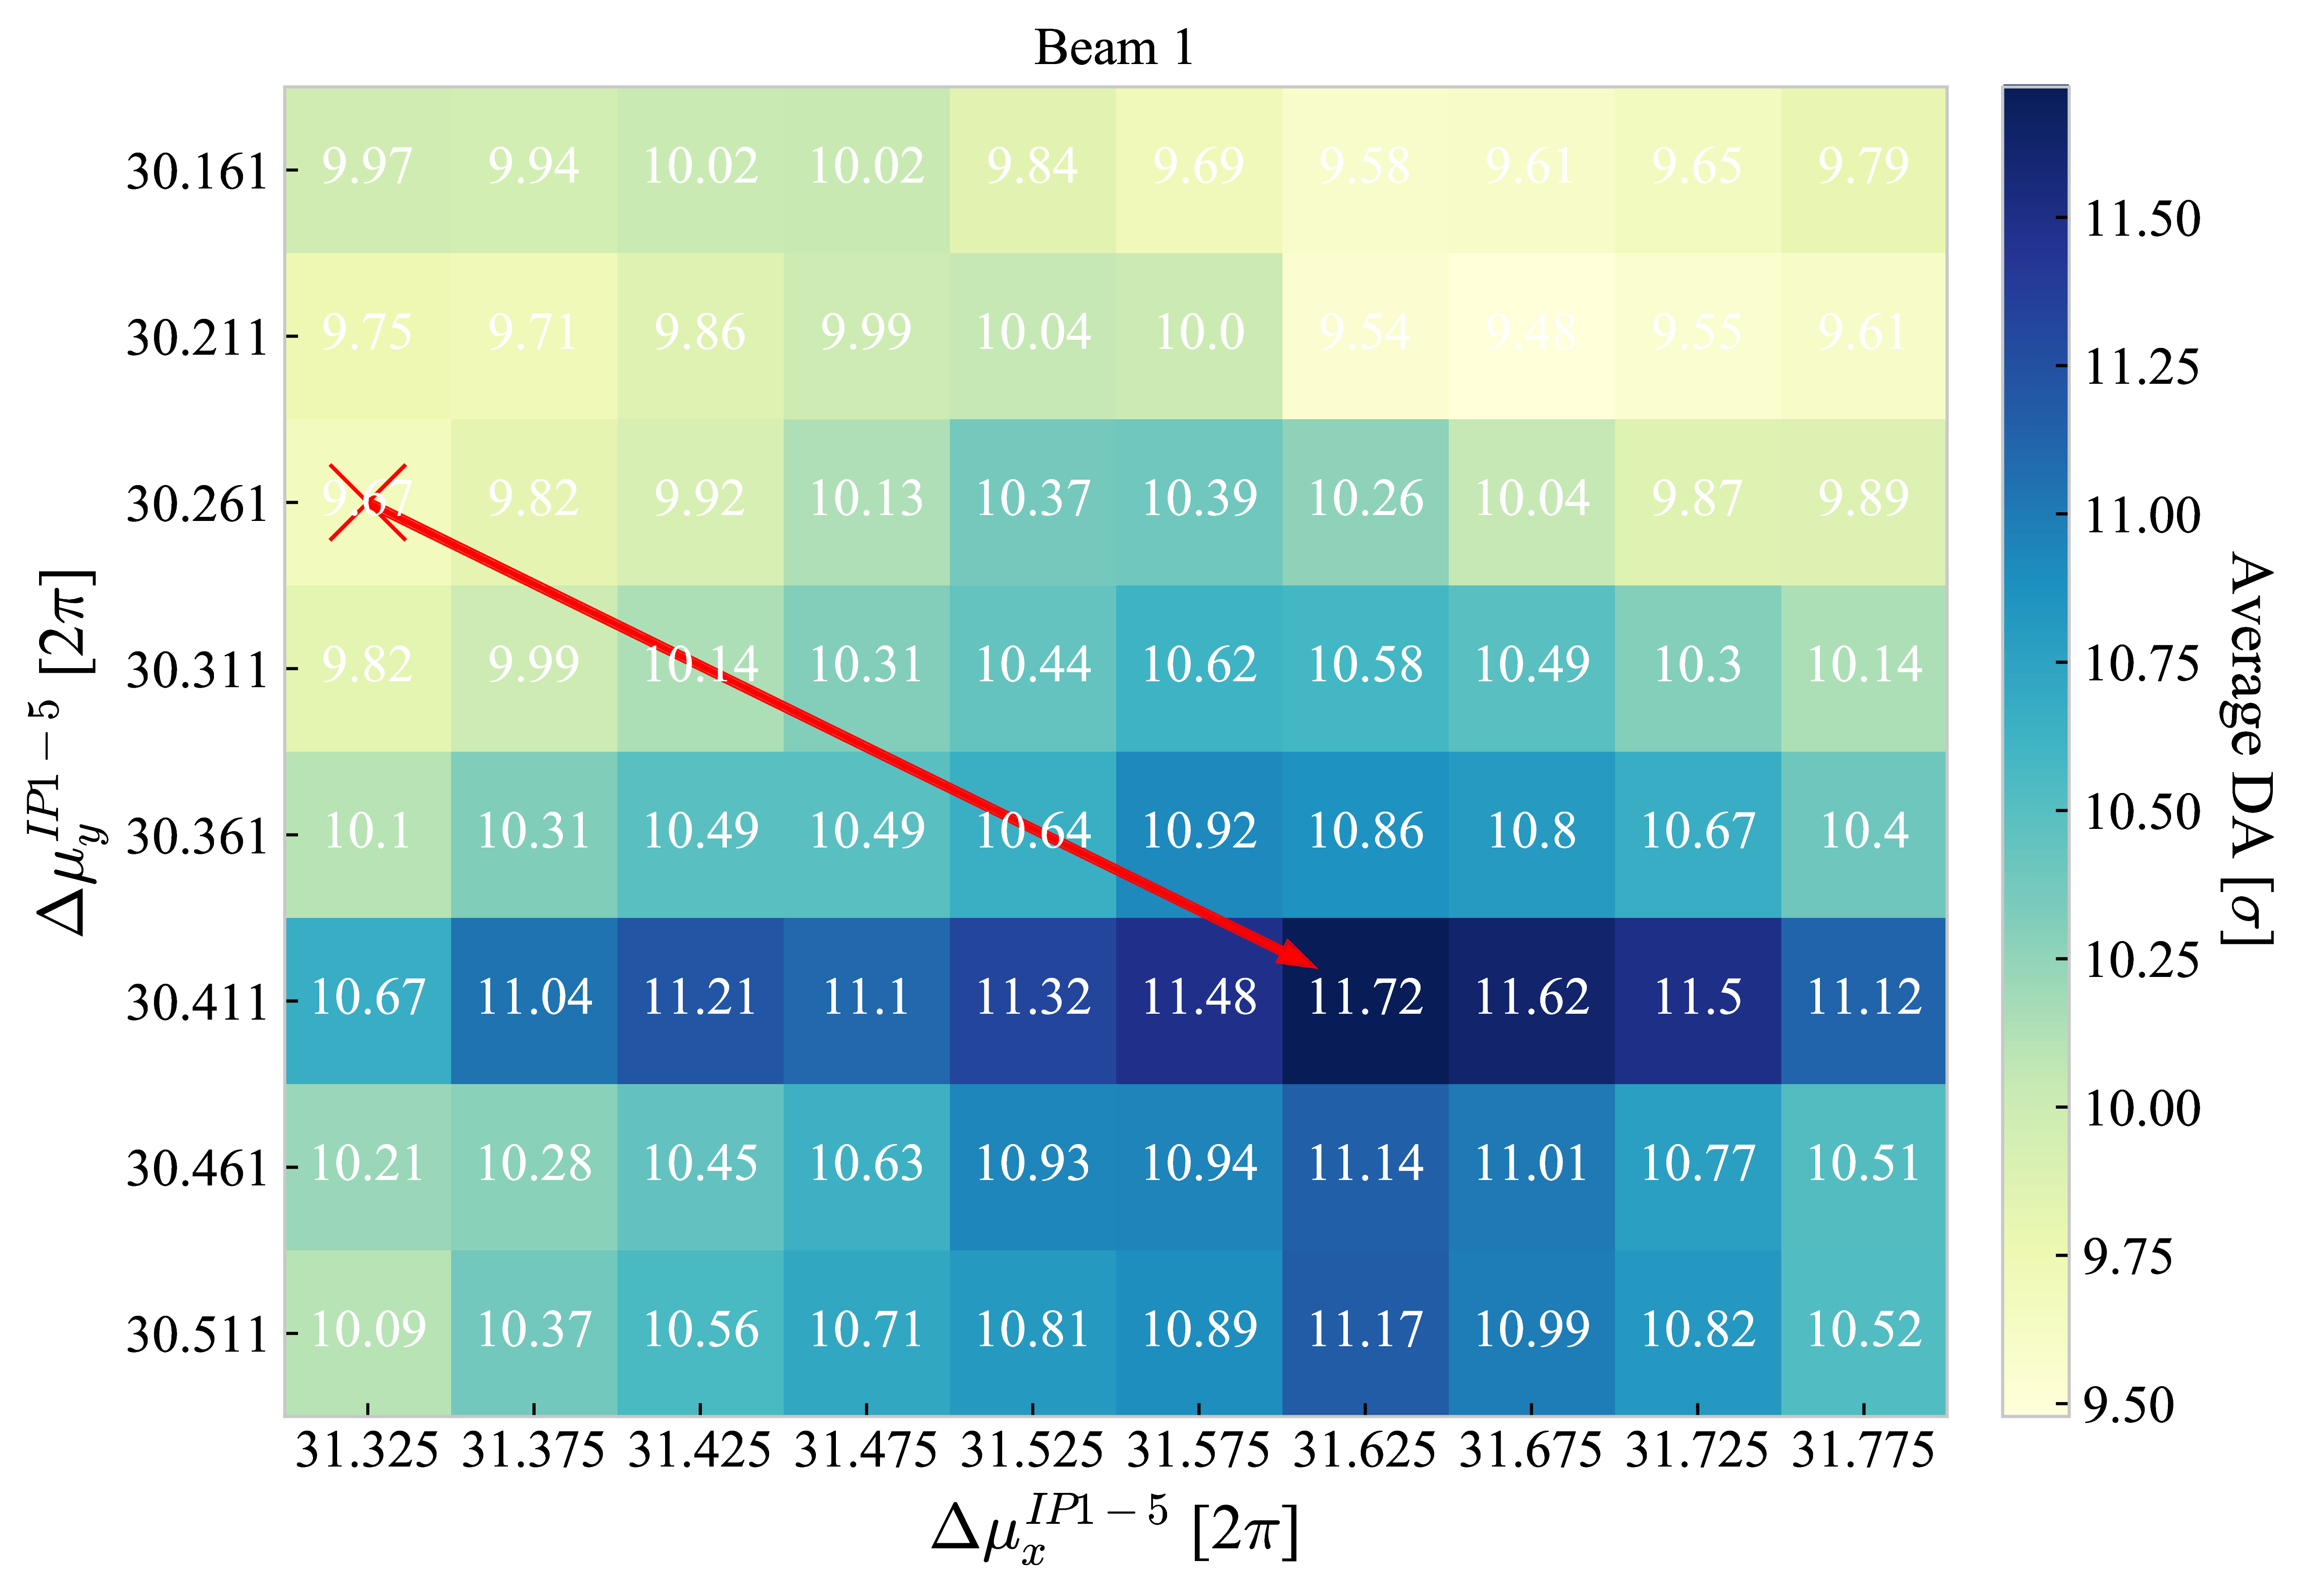 Beam 1
30.161 9.97 9.94 10.02 10.02 9.84 9.69 9.58 9.61 9.65 9.79
30.211 9.75 9.71 9.86 9.99 10.04 10.0 9.54 9.48 9.55 9.61
30.261 9.67 9.82 9.92 10.13 10.37 10.39 10.26 10.04 9.87 9.89
30.311 9.82 9.99 10.14 10.31 10.44 10.62 10.58 10.49 10.3 10.14
30.361 10.1 10.31 10.49 10.49 10.64 10.92 10.86 10.8 10.67 10.4
30.411 10.67 11.04 11.21 11.1 11.32 11.48 11.72 11.62 11.5 11.12
30.461 10.21 10.28 10.45 10.63 10.93 10.94 11.14 11.01 10.77 10.51
30.511 10.09 10.37 10.56 10.71 10.81 10.89 11.17 10.99 10.82 10.52
31.325 31.375 31.425 31.475 31.525 31.575 31.625 31.675 31.725 31.775
Δμ_x^{IP1-5} [2π]
Δμ_y^{IP1-5} [2π]
11.50
11.25
11.00
10.75
10.50
10.25
10.00
9.75
9.50
Average DA [σ]